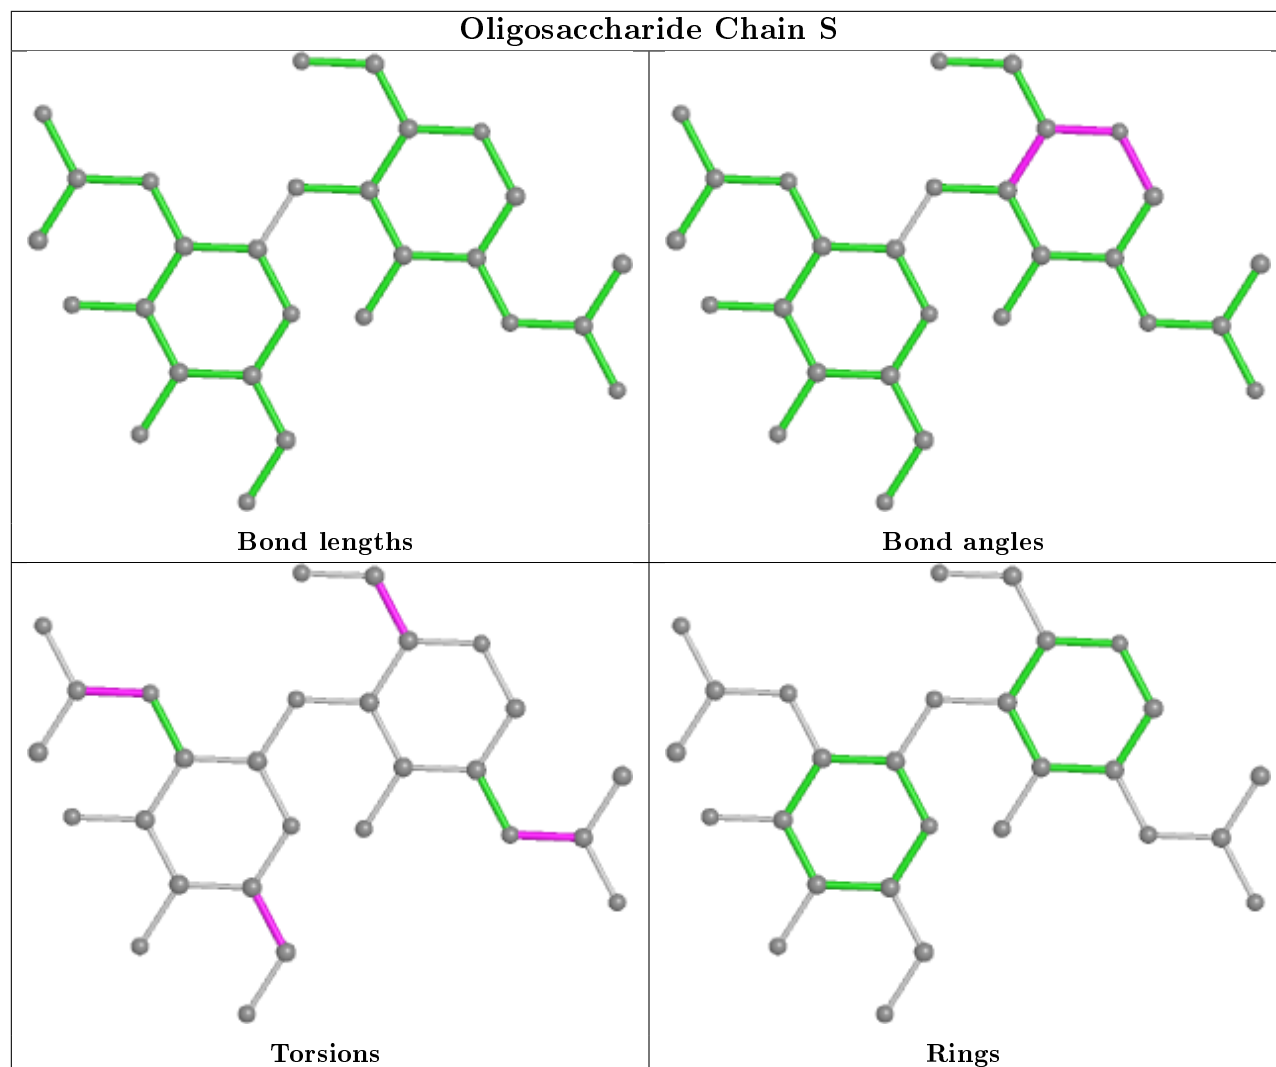 Oligosaccharide Chain S
Bond lengths
Bond angles
Torsions
Rings